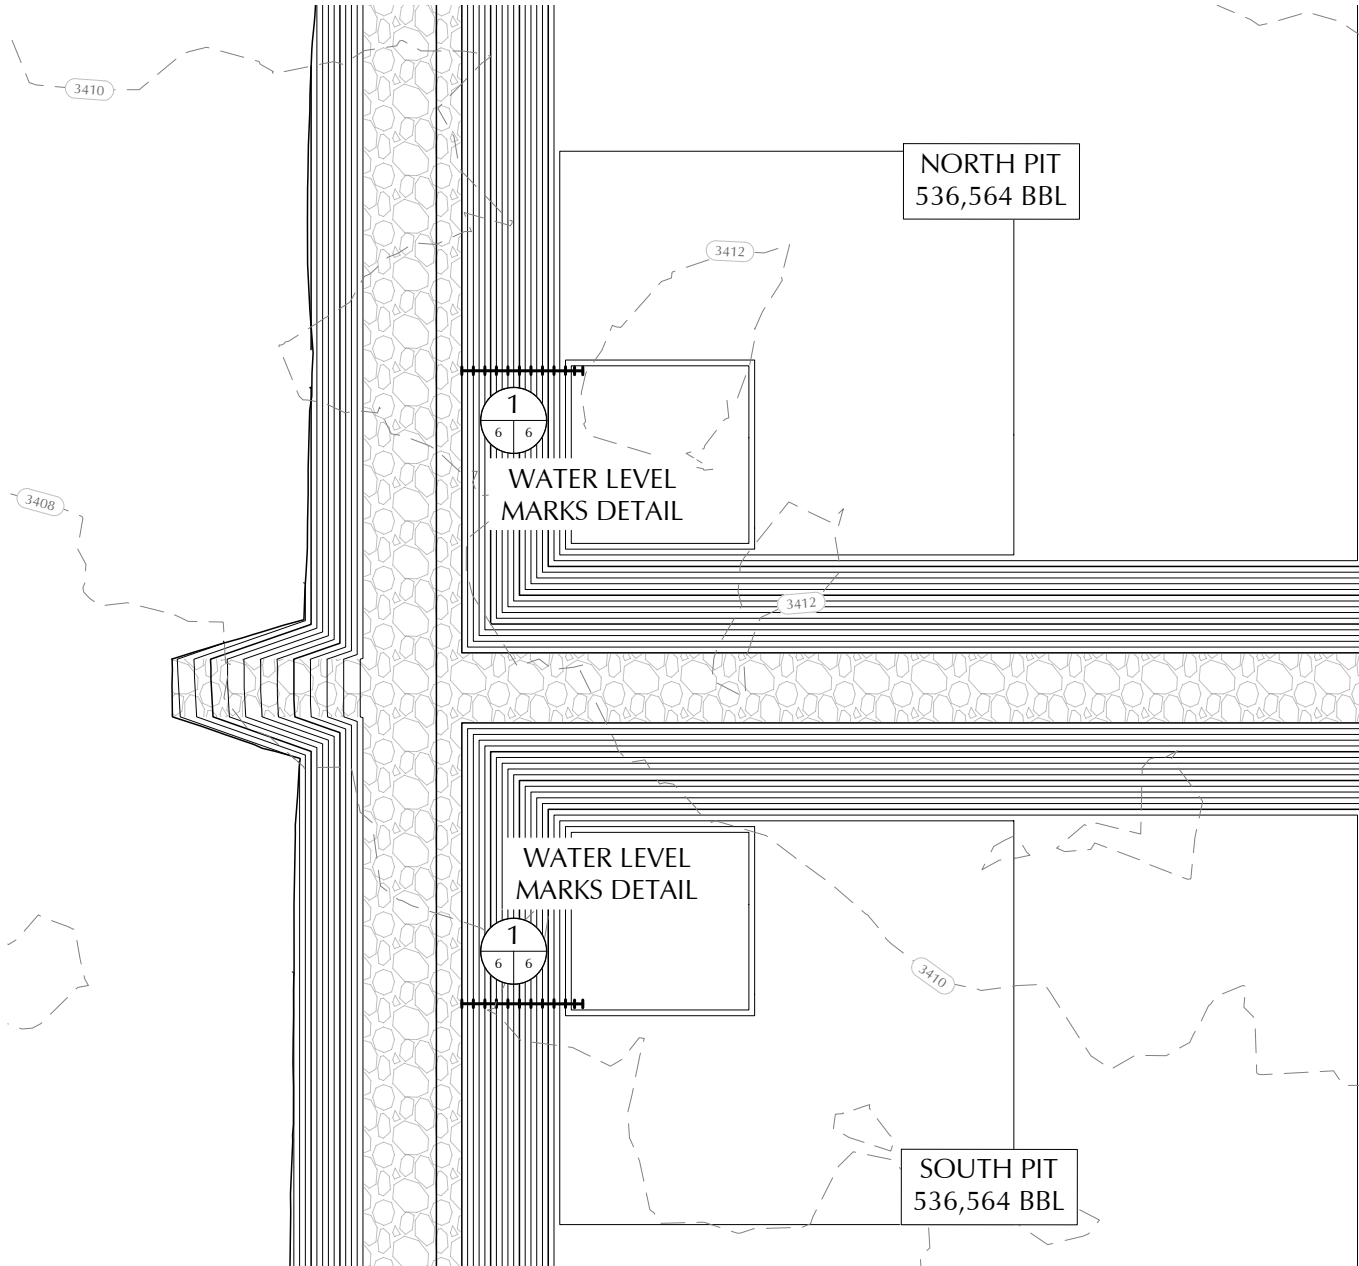 3410
NORTH PIT
536,564 BBL
3412
1
6 6
WATER LEVEL
MARKS DETAIL
3408
3412
WATER LEVEL
MARKS DETAIL
1
6 6
3410
SOUTH PIT
536,564 BBL